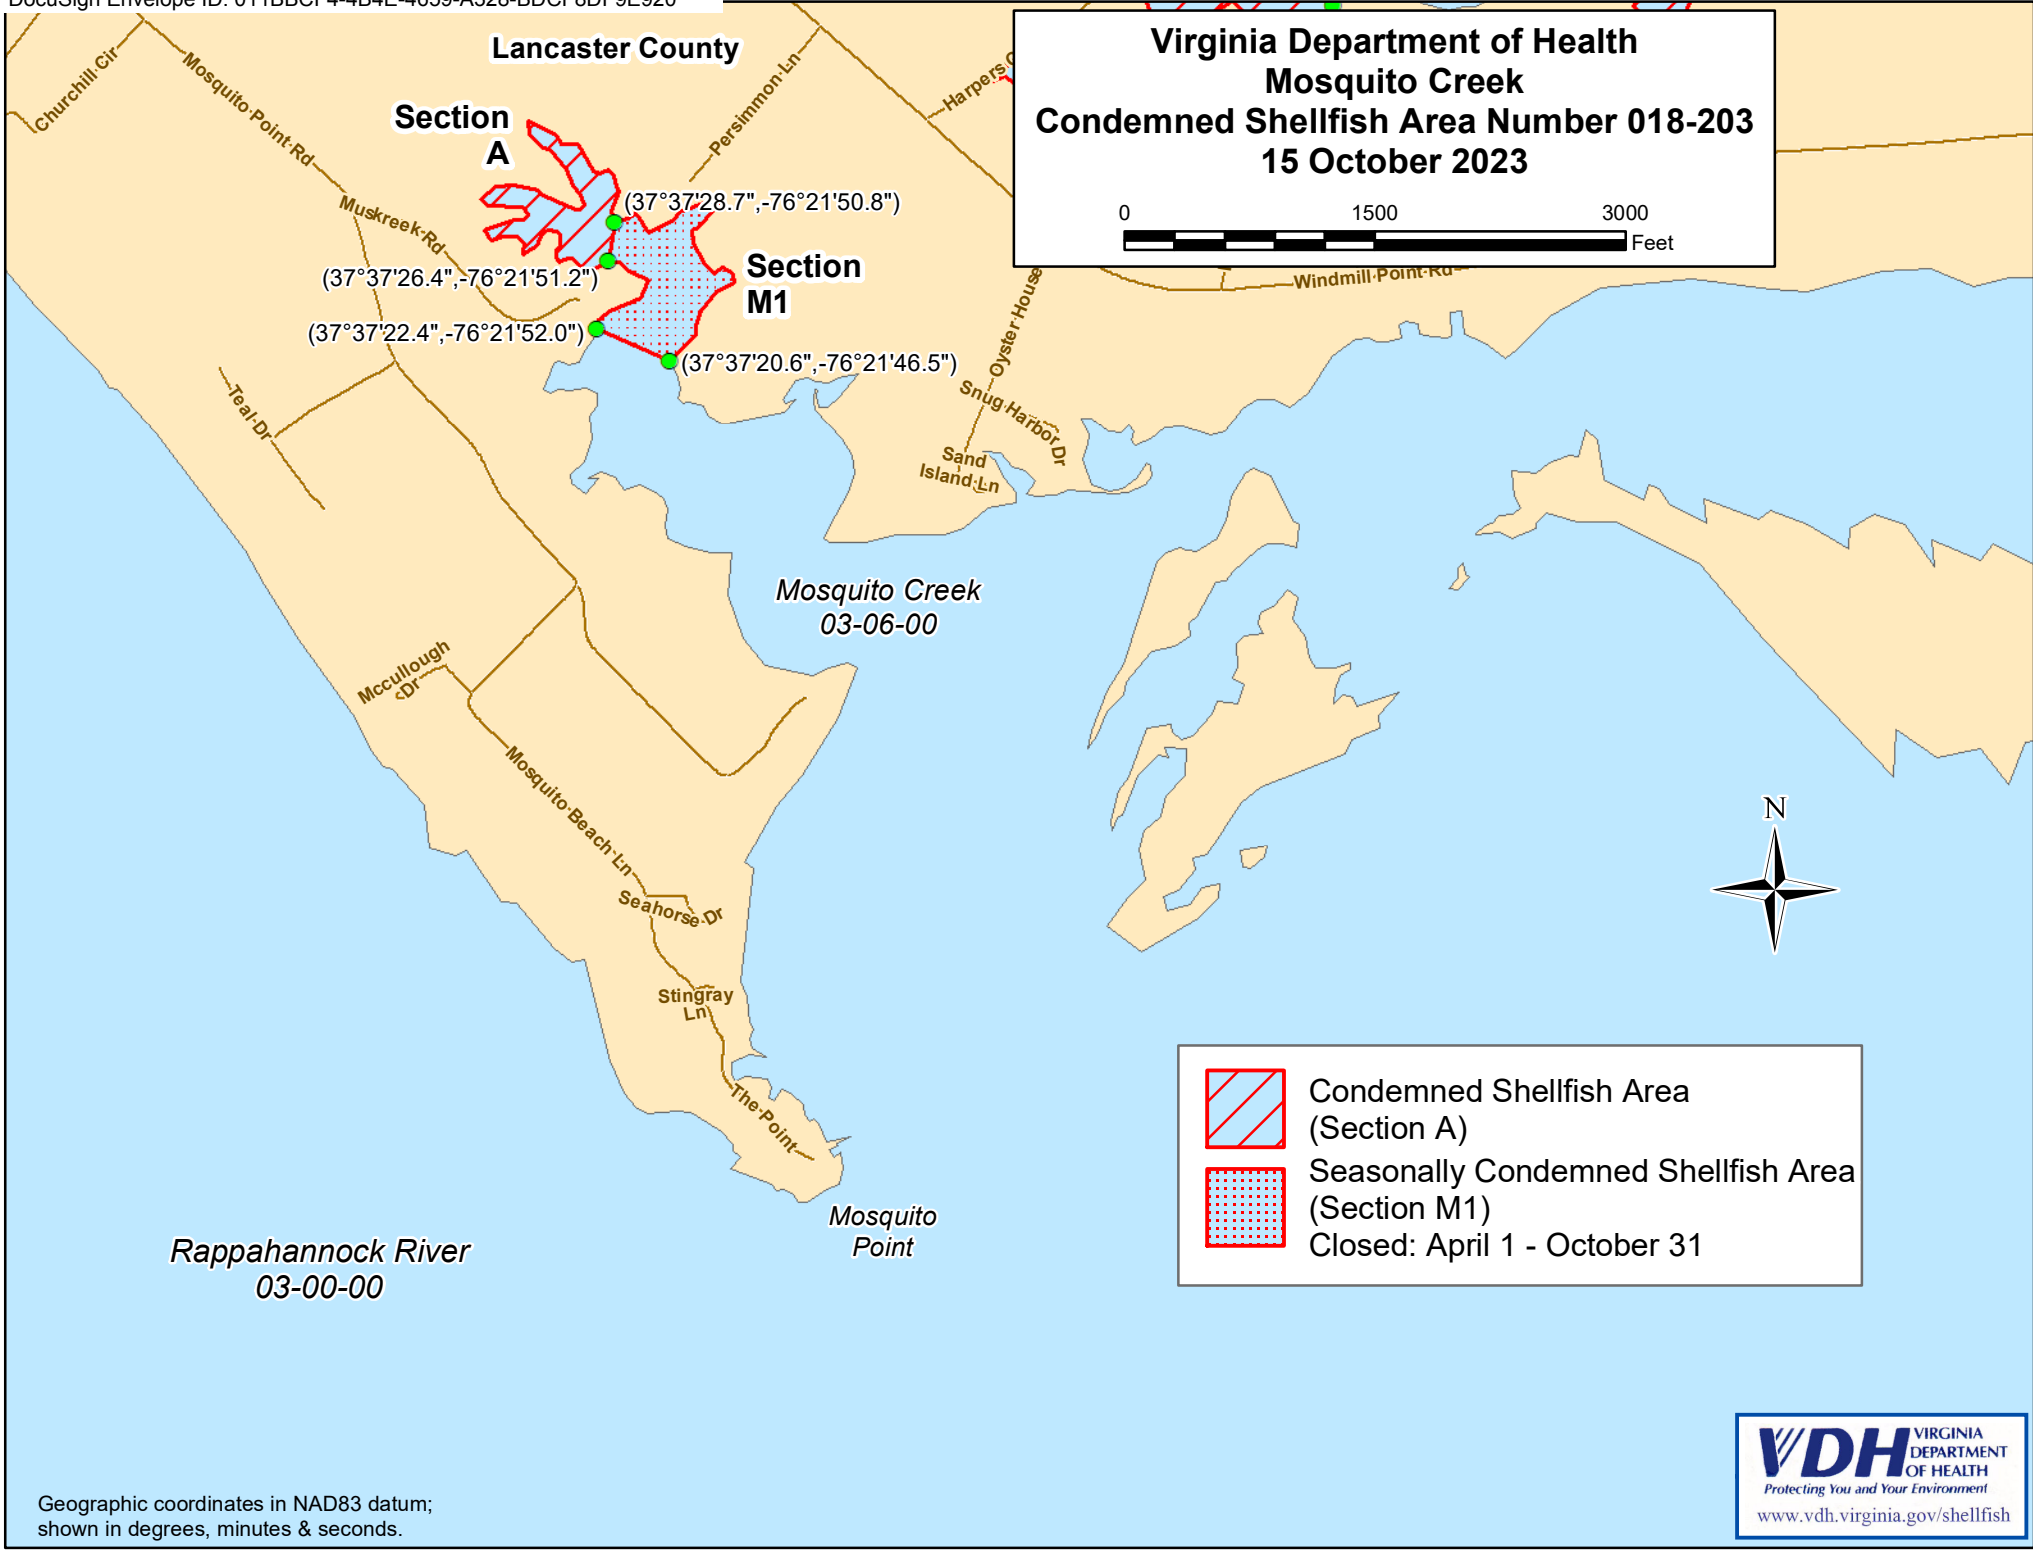 Lancaster County
Virginia Department of Health
Mosquito Creek
Condemned Shellfish Area Number 018-203
15 October 2023
0 1500 3000
Feet
Churchill Cir
Mosquito Point Rd
Persimmon Ln
Harpers
Section
A
Muskreek Rd
(37°37'28.7",-76°21'50.8")
(37°37'26.4",-76°21'51.2")
Section
M1
(37°37'22.4",-76°21'52.0")
(37°37'20.6",-76°21'46.5")
Windmill Point Rd
Oyster House
Teal Dr
Snug Harbor Dr
Sand
Island Ln
Mosquito Creek
03-06-00
Mccullough
Dr
Mosquito Beach Ln
N
Seahorse Dr
Stingray
Ln
The Point
Condemned Shellfish Area
(Section A)
Seasonally Condemned Shellfish Area
(Section M1)
Closed: April 1 - October 31
Mosquito
Point
Rappahannock River
03-00-00
VDH VIRGINIA
DEPARTMENT
OF HEALTH
Protecting You and Your Environment
www.vdh.virginia.gov/shellfish
Geographic coordinates in NAD83 datum;
shown in degrees, minutes & seconds.